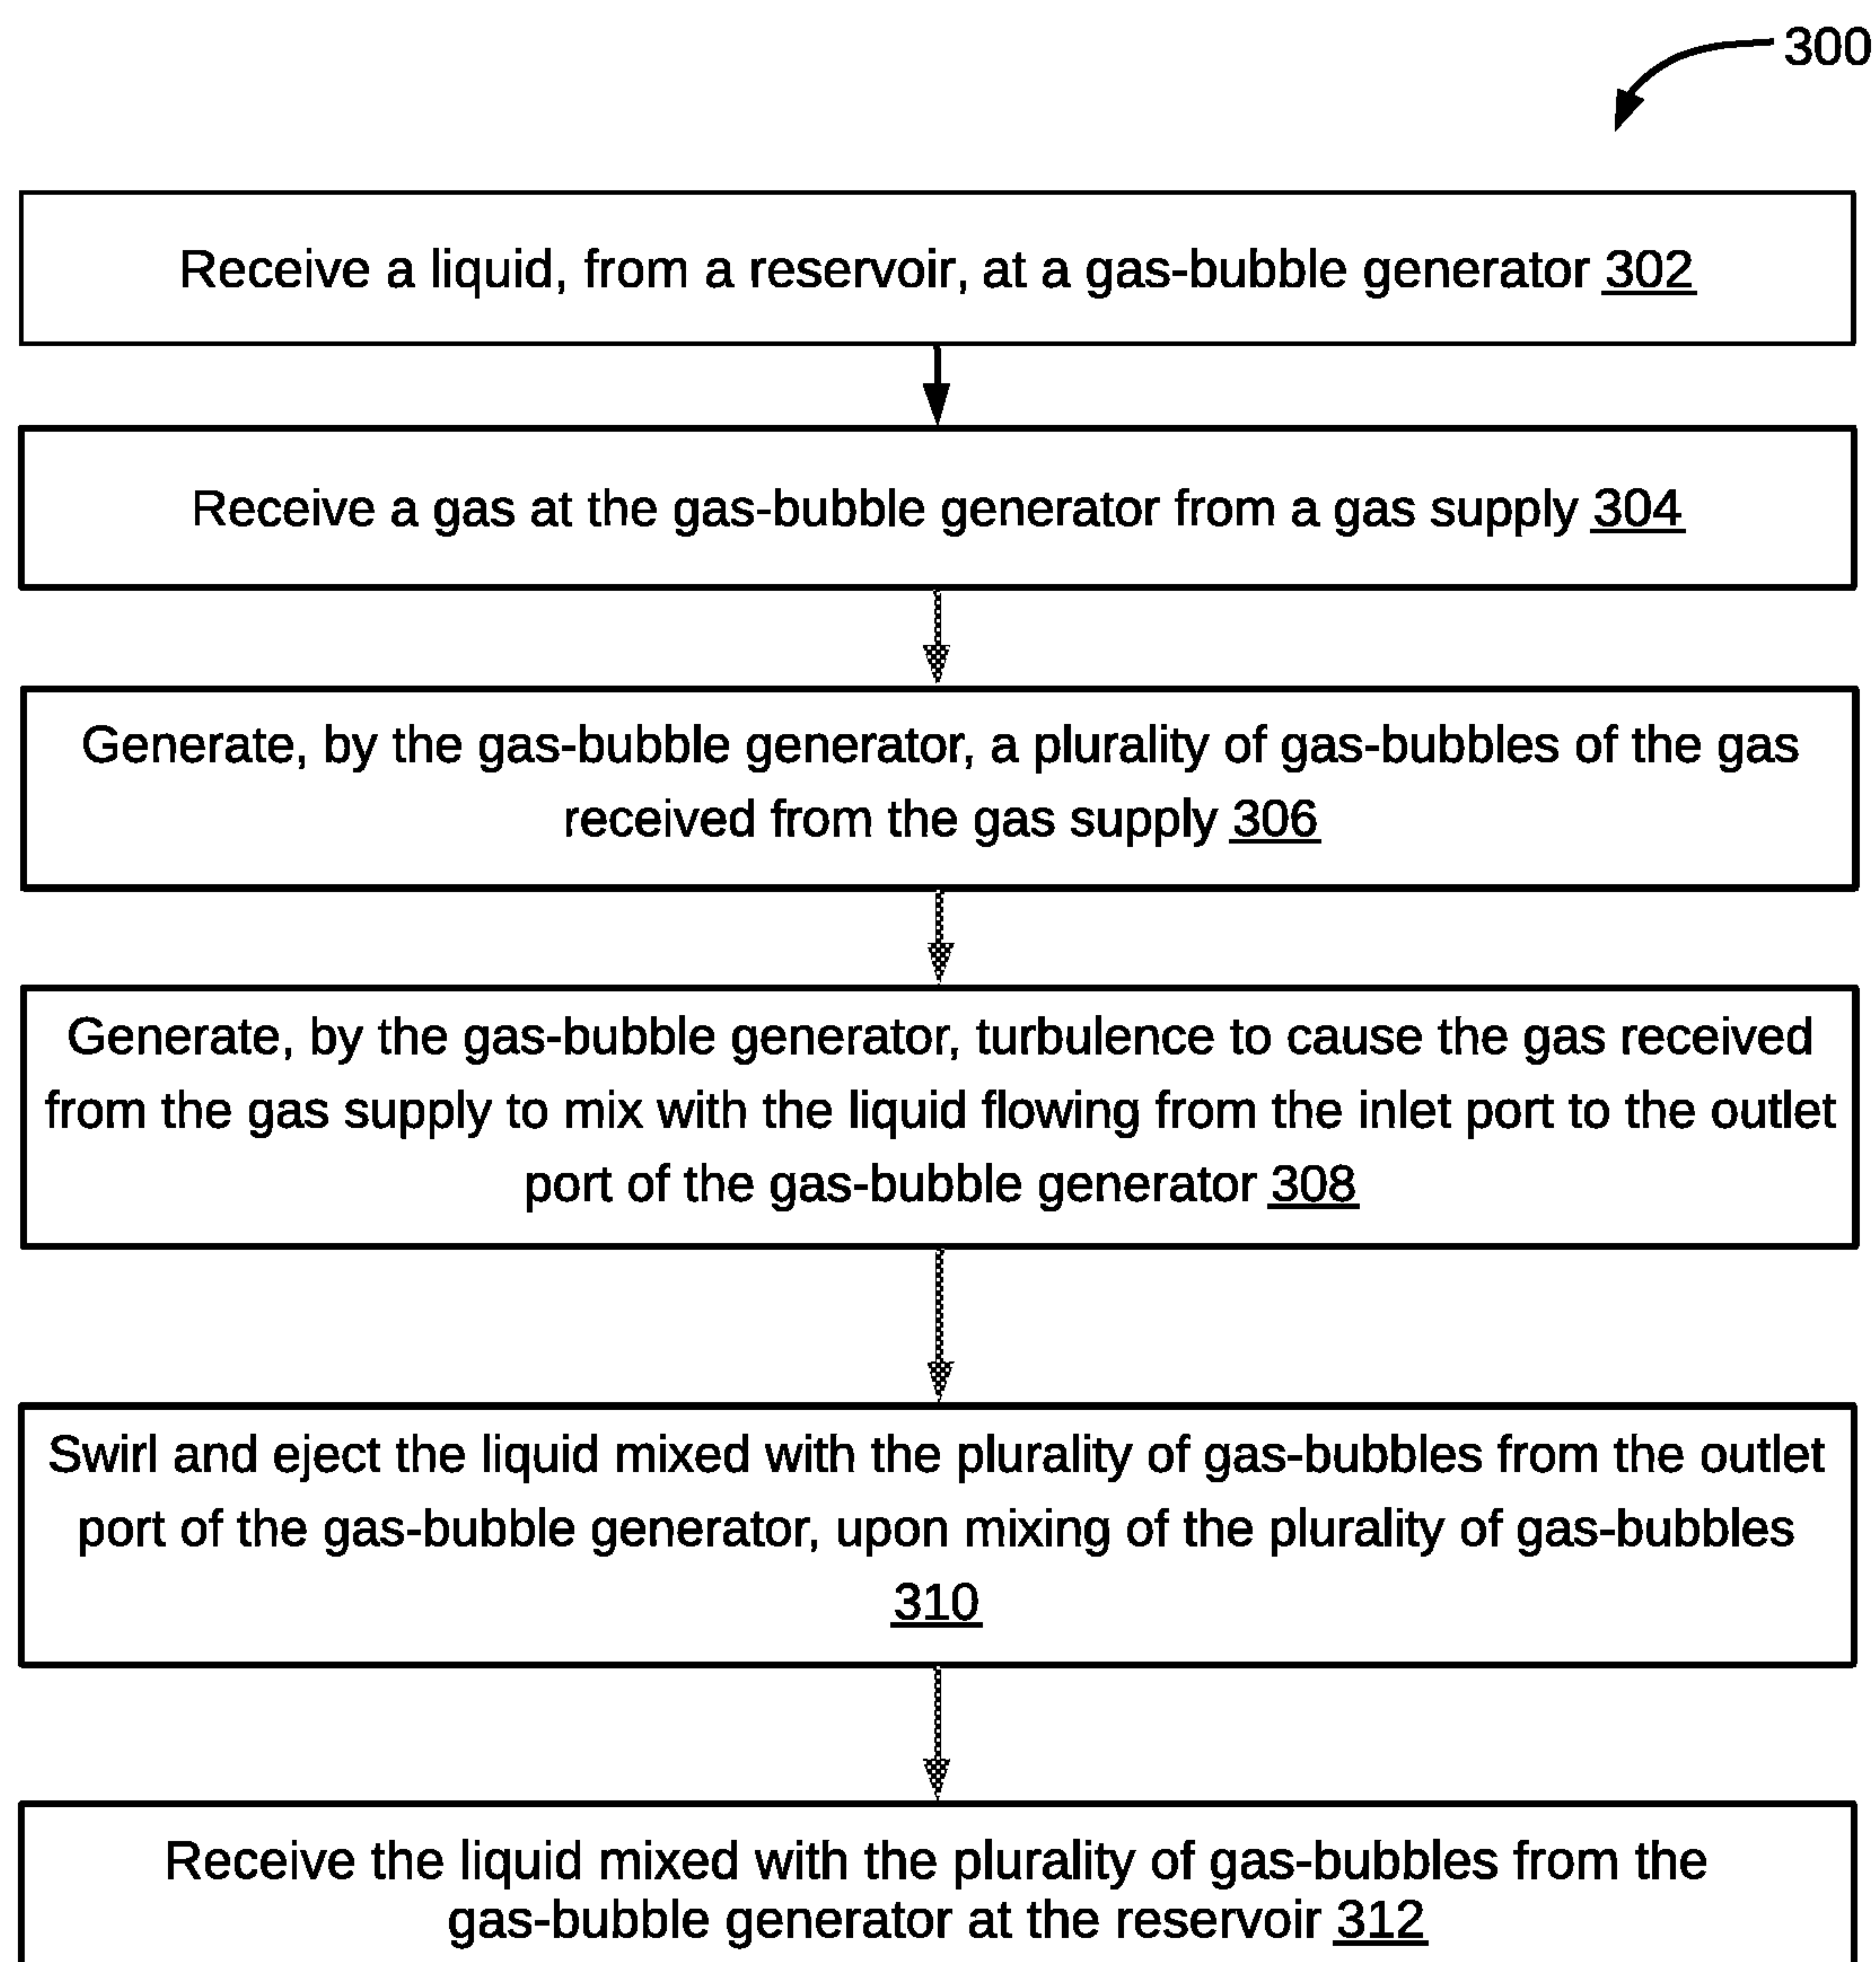 300
Receive a liquid, from a reservoir, at a gas-bubble generator 302
Receive a gas at the gas-bubble generator from a gas supply 304
Generate, by the gas-bubble generator, a plurality of gas-bubbles of the gas
received from the gas supply 306
Generate, by the gas-bubble generator, turbulence to cause the gas received
from the gas supply to mix with the liquid flowing from the inlet port to the outlet
port of the gas-bubble generator 308
Swirl and eject the liquid mixed with the plurality of gas-bubbles from the outlet
port of the gas-bubble generator, upon mixing of the plurality of gas-bubbles
310
Receive the liquid mixed with the plurality of gas-bubbles from the
gas-bubble generator at the reservoir 312